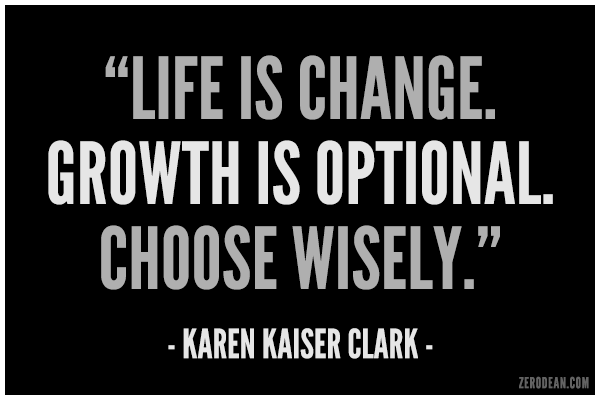 “LIFE IS CHANGE.
GROWTH IS OPTIONAL.
CHOOSE WISELY.”
- KAREN KAISER CLARK -
ZERODEAN.COM